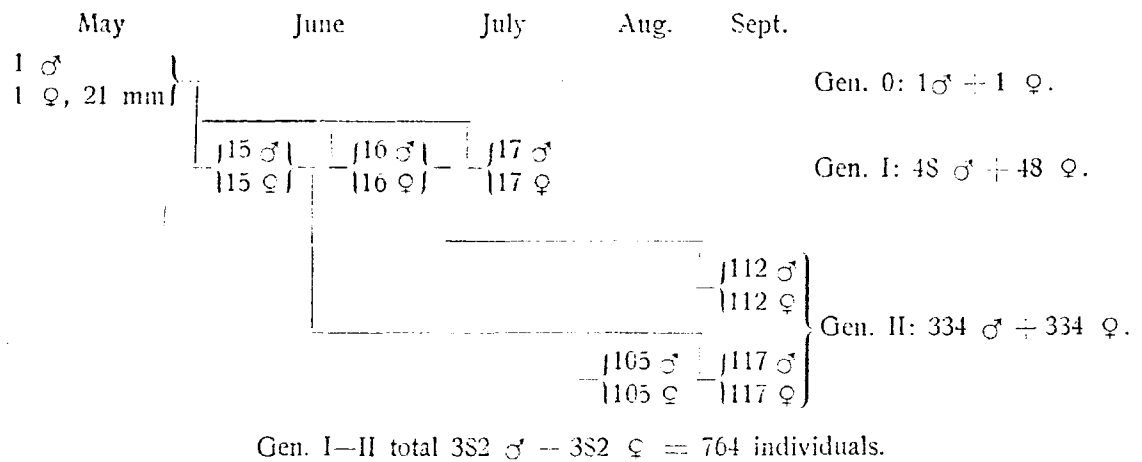 May June July Aug. Sept.
1 ♂
1 ♀, 21 mm
Gen. 0: 1♂ + 1 ♀.
15 ♂ 16 ♂ 17 ♂
15 ♀ 16 ♀ 17 ♀
Gen. I: 48 ♂ + 48 ♀.
112 ♂
112 ♀
Gen. II: 334 ♂ + 334 ♀.
105 ♂ 117 ♂
105 ♀ 117 ♀
Gen. I—II total 382 ♂ -- 382 ♀ = 764 individuals.